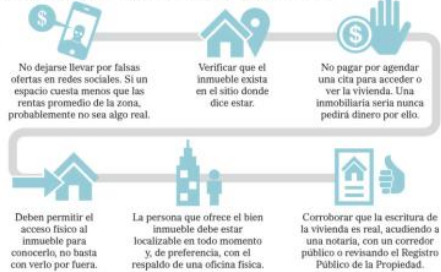 $
No dejarse llevar por falsas
ofertas en redes sociales. Si un
espacio cuesta menos que las
rentas promedio de la zona,
probablemente no sea algo real.
Verificar que el
inmueble exista
en el sitio donde
dice estar.
$
No pagar por agendar
una cita para acceder o
ver la vivienda. Una
inmobiliaria seria nunca
pedirá dinero por ello.
Deben permitir el
acceso físico al
inmueble para
conocerlo, no basta
con verlo por fuera.
La persona que ofrece el bien
inmueble debe estar
localizable en todo momento
y, de preferencia, con el
respaldo de una oficina física.
Corroborar que la escritura de
la vivienda es real, acudiendo a
una notaría, con un corredor
público o revisando el Registro
Público de la Propiedad.